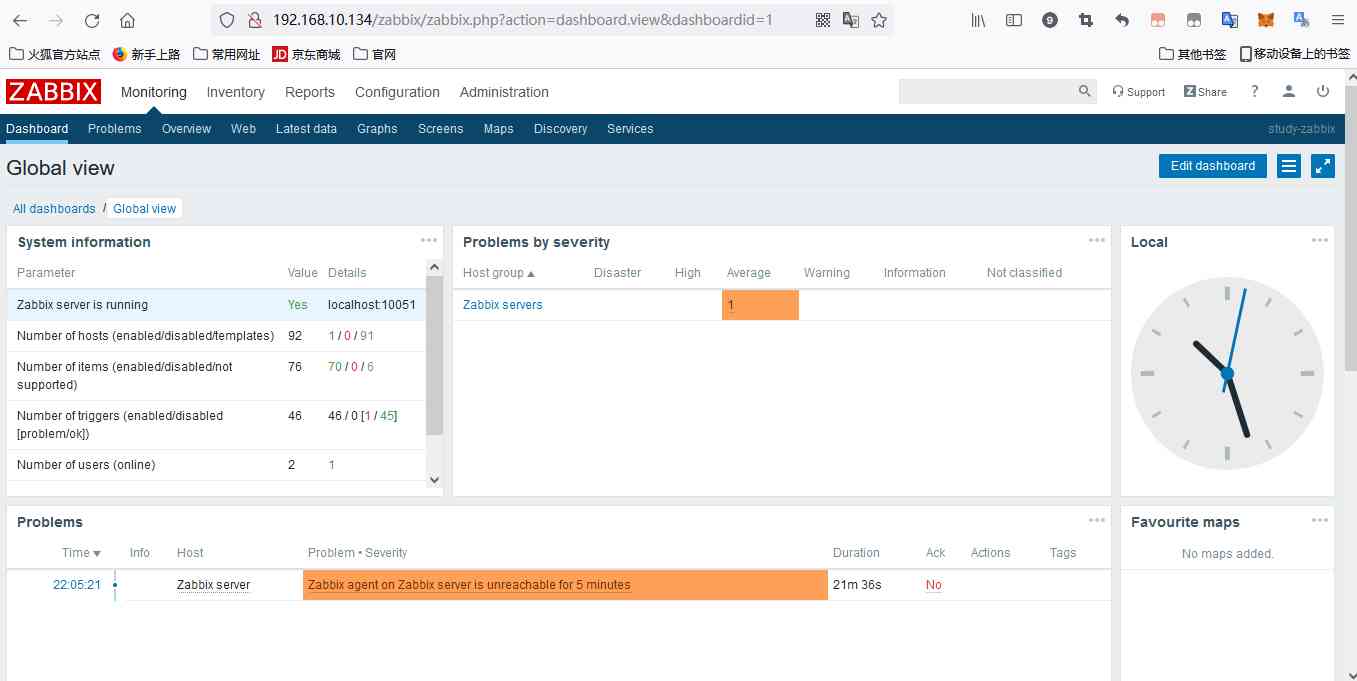 192.168.10.134/zabbix/zabbix.php?action=dashboard.view&dashboardid=1
9
火狐官方站点 新手上路 常用网址 JD 京东商城 官网 其他书签 移动设备上的书签
ZABBIX Monitoring Inventory Reports Configuration Administration Support Z Share ?
Dashboard Problems Overview Web Latest data Graphs Screens Maps Discovery Services study-zabbix
Global view Edit dashboard
All dashboards / Global view
System information
Parameter Value Details
Zabbix server is running Yes localhost:10051
Number of hosts (enabled/disabled/templates) 92 1 / 0 / 91
Number of items (enabled/disabled/not supported) 76 70 / 0 / 6
Number of triggers (enabled/disabled [problem/ok]) 46 46 / 0 [1 / 45]
Number of users (online) 2 1
Problems by severity
Host group Disaster High Average Warning Information Not classified
Zabbix servers 1
Local
Problems
Time Info Host Problem • Severity Duration Ack Actions Tags
22:05:21 Zabbix server Zabbix agent on Zabbix server is unreachable for 5 minutes 21m 36s No
Favourite maps
No maps added.